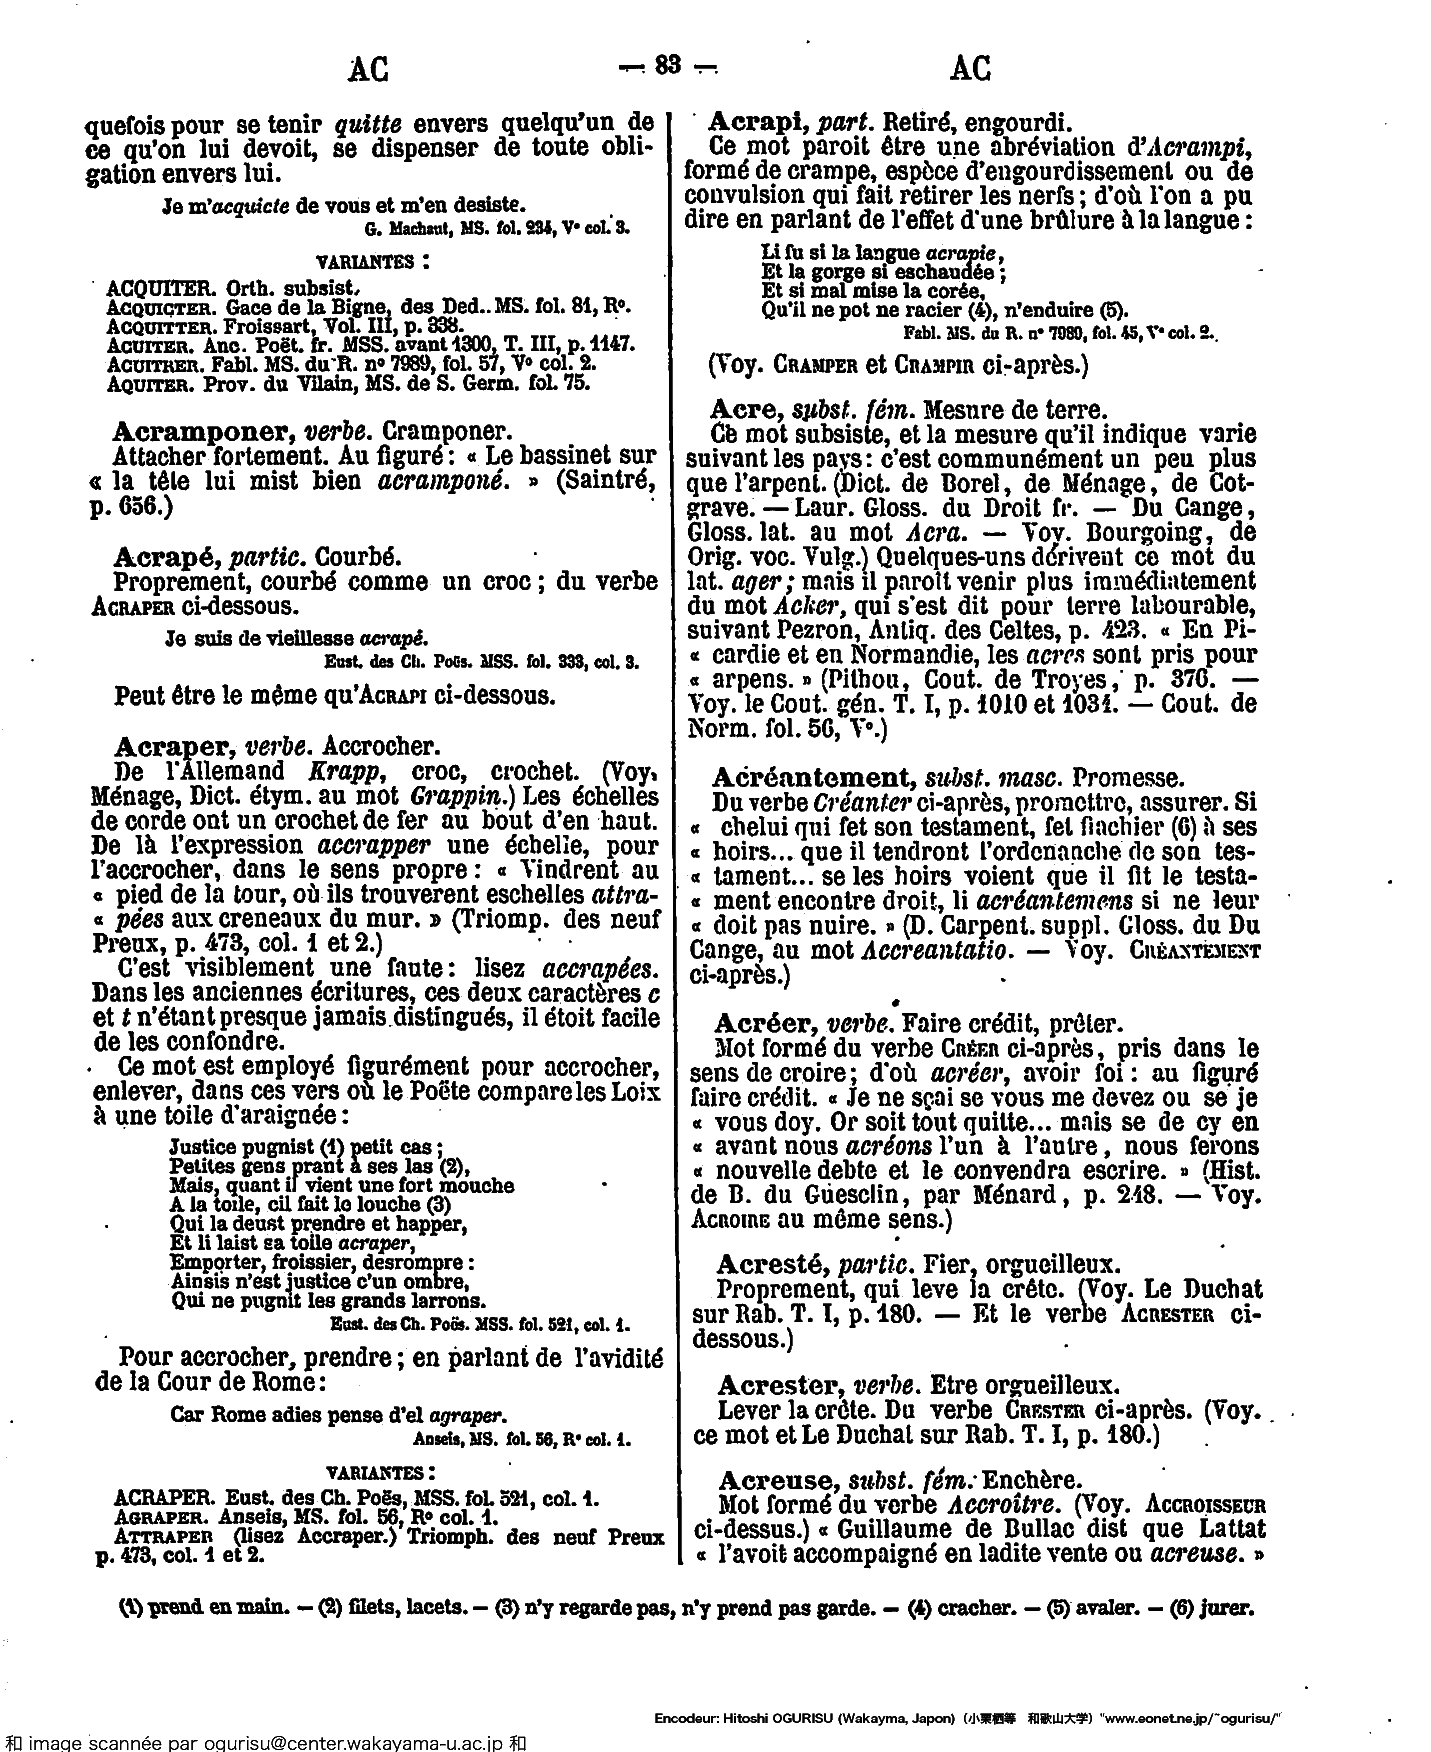 AC
— 83 —
AC
quefois pour se tenir quitte envers quelqu'un de
ce qu'on lui devoit, se dispenser de toute obli-
gation envers lui.
Je m'acquicte de vous et m'en desiste.
G. Machaut, MS. fol. 234, V° col. 3.
VARIANTES :
ACQUITER. Orth. subsist.
ACQUICTER. Gace de la Bigne, des Ded.. MS. fol. 81, R°.
ACQUITTER. Froissart, Vol. III, p. 338.
ACUITER. Anc. Poët. fr. MSS. avant 1300, T. III, p. 1147.
ACUITRER. Fabl. MS. du R. n° 7989, fol. 57, V° col. 2.
AQUITER. Prov. du Vilain, MS. de S. Germ. fol. 75.
Acramponer, verbe. Cramponer.
Attacher fortement. Au figuré : « Le bassinet sur
« la tête lui mist bien acramponé. » (Saintré,
p. 656.)
Acrapé, partic. Courbé.
Proprement, courbé comme un croc ; du verbe
ACRAPER ci-dessous.
Je suis de vieillesse acrapé.
Eust. des Ch. Poës. MSS. fol. 333, col. 3.
Peut être le même qu'ACRAPI ci-dessous.
Acraper, verbe. Accrocher.
De l'Allemand Krapp, croc, crochet. (Voy.
Ménage, Dict. étym. au mot Grappin.) Les échelles
de corde ont un crochet de fer au bout d'en haut.
De là l'expression accrapper une échelle, pour
l'accrocher, dans le sens propre : « Vindrent au
« pied de la tour, où ils trouverent eschelles attra-
« pées aux creneaux du mur. » (Triomp. des neuf
Preux, p. 473, col. 1 et 2.)
C'est visiblement une faute : lisez accrapées.
Dans les anciennes écritures, ces deux caractères c
et t n'étant presque jamais distingués, il étoit facile
de les confondre.
Ce mot est employé figurément pour accrocher,
enlever, dans ces vers où le Poëte compare les Loix
à une toile d'araignée :
Justice pugnist (1) petit cas ;
Petites gens prant à ses las (2),
Mais, quant il vient une fort mouche
A la toile, cil fait le louche (3)
Qui la deust prendre et happer,
Et li laist sa toile acraper,
Emporter, froissier, desrompre :
Ainsis n'est justice c'un ombre,
Qui ne pugnit les grands larrons.
Eust. des Ch. Poës. MSS. fol. 521, col. 1.
Pour accrocher, prendre ; en parlant de l'avidité
de la Cour de Rome :
Car Rome adies pense d'el agraper.
Anseis, MS. fol. 56, R° col. 1.
VARIANTES :
ACRAPER. Eust. des Ch. Poës, MSS. fol. 521, col. 1.
AGRAPER. Anseis, MS. fol. 56, R° col. 1.
ATTRAPER (lisez Accraper.) Triomph. des neuf Preux
p. 473, col. 1 et 2.
Acrapi, part. Retiré, engourdi.
Ce mot paroit être une abréviation d'Acrampi,
formé de crampe, espèce d'engourdissement ou de
convulsion qui fait retirer les nerfs ; d'où l'on a pu
dire en parlant de l'effet d'une brûlure à la langue :
Li fu si la langue acrapie,
Et la gorge si eschaudée ;
Et si mal mise la corée,
Qu'il ne pot ne racier (4), n'enduire (5).
Fabl. MS. du R. n° 7989, fol. 45, V° col. 2.
(Voy. CRAMPER et CRAMPIR ci-après.)
Acre, subst. fém. Mesure de terre.
Ce mot subsiste, et la mesure qu'il indique varie
suivant les pays : c'est communément un peu plus
que l'arpent. (Dict. de Borel, de Ménage, de Cot-
grave. — Laur. Gloss. du Droit fr. — Du Cange,
Gloss. lat. au mot Acra. — Voy. Bourgoing, de
Orig. voc. Vulg.) Quelques-uns dérivent ce mot du
lat. ager ; mais il paroît venir plus immédiatement
du mot Acker, qui s'est dit pour terre labourable,
suivant Pezron, Antiq. des Celtes, p. 423. « En Pi-
« cardie et en Normandie, les acres sont pris pour
« arpens. » (Pithou, Cout. de Troyes, p. 376. —
Voy. le Cout. gén. T. I, p. 1010 et 1031. — Cout. de
Norm. fol. 56, V°.)
Acréantement, subst. masc. Promesse.
Du verbe Créanter ci-après, promettre, assurer. Si
« chelui qui fet son testament, fet fiachier (6) à ses
« hoirs... que il tendront l'ordenanche de son tes-
« tament... se les hoirs voient que il fit le testa-
« ment encontre droit, li acréantemens si ne leur
« doit pas nuire. » (D. Carpent. suppl. Gloss. du Du
Cange, au mot Accreantatio. — Voy. CRÉANTEMENT
ci-après.)
Acréer, verbe. Faire crédit, prêter.
Mot formé du verbe CRÉER ci-après, pris dans le
sens de croire ; d'où acréer, avoir foi : au figuré
faire crédit. « Je ne sçai se vous me devez ou se je
« vous doy. Or soit tout quitte... mais se de cy en
« avant nous acréons l'un à l'autre, nous ferons
« nouvelle debte et le convendra escrire. » (Hist.
de B. du Guesclin, par Ménard, p. 248. — Voy.
ACROIRE au même sens.)
Acresté, partic. Fier, orgueilleux.
Proprement, qui leve la crête. (Voy. Le Duchat
sur Rab. T. I, p. 180. — Et le verbe ACRESTER ci-
dessous.)
Acrester, verbe. Etre orgueilleux.
Lever la crête. Du verbe CRESTER ci-après. (Voy.
ce mot et Le Duchat sur Rab. T. I, p. 180.)
Acreuse, subst. fém. Enchère.
Mot formé du verbe Accroître. (Voy. ACCROISSEUR
ci-dessus.) « Guillaume de Bullac dist que Lattat
« l'avoit accompaigné en ladite vente ou acreuse. »
(1) prend en main. — (2) filets, lacets. — (3) n'y regarde pas, n'y prend pas garde. — (4) cracher. — (5) avaler. — (6) jurer.
Encodeur: Hitoshi OGURISU (Wakayma, Japon) (小栗栖等 和歌山大学) "www.eonet.ne.jp/~ogurisu/"
和 image scannée par ogurisu@center.wakayama-u.ac.jp 和